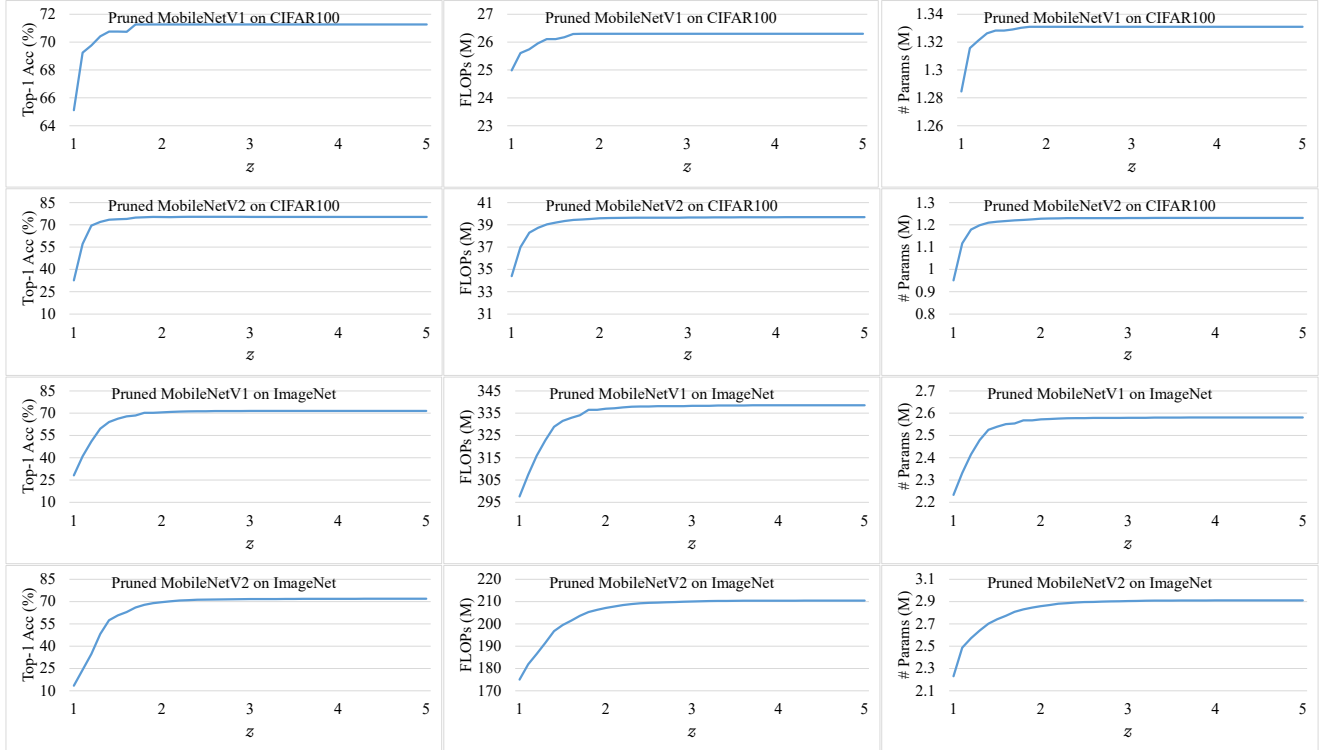 Pruned MobileNetV1 on CIFAR100
Top-1 Acc (%)
72
70
68
66
64
1 2 3 4 5
z
Pruned MobileNetV1 on CIFAR100
FLOPs (M)
27
26
25
24
23
1 2 3 4 5
z
Pruned MobileNetV1 on CIFAR100
# Params (M)
1.34
1.32
1.3
1.28
1.26
1 2 3 4 5
z
Pruned MobileNetV2 on CIFAR100
Top-1 Acc (%)
85
70
55
40
25
10
1 2 3 4 5
z
Pruned MobileNetV2 on CIFAR100
FLOPs (M)
41
39
37
35
33
31
1 2 3 4 5
z
Pruned MobileNetV2 on CIFAR100
# Params (M)
1.3
1.2
1.1
1
0.9
0.8
1 2 3 4 5
z
Pruned MobileNetV1 on ImageNet
Top-1 Acc (%)
85
70
55
40
25
10
1 2 3 4 5
z
Pruned MobileNetV1 on ImageNet
FLOPs (M)
345
335
325
315
305
295
1 2 3 4 5
z
Pruned MobileNetV1 on ImageNet
# Params (M)
2.7
2.6
2.5
2.4
2.3
2.2
1 2 3 4 5
z
Pruned MobileNetV2 on ImageNet
Top-1 Acc (%)
85
70
55
40
25
10
1 2 3 4 5
z
Pruned MobileNetV2 on ImageNet
FLOPs (M)
220
210
200
190
180
170
1 2 3 4 5
z
Pruned MobileNetV2 on ImageNet
# Params (M)
3.1
2.9
2.7
2.5
2.3
2.1
1 2 3 4 5
z